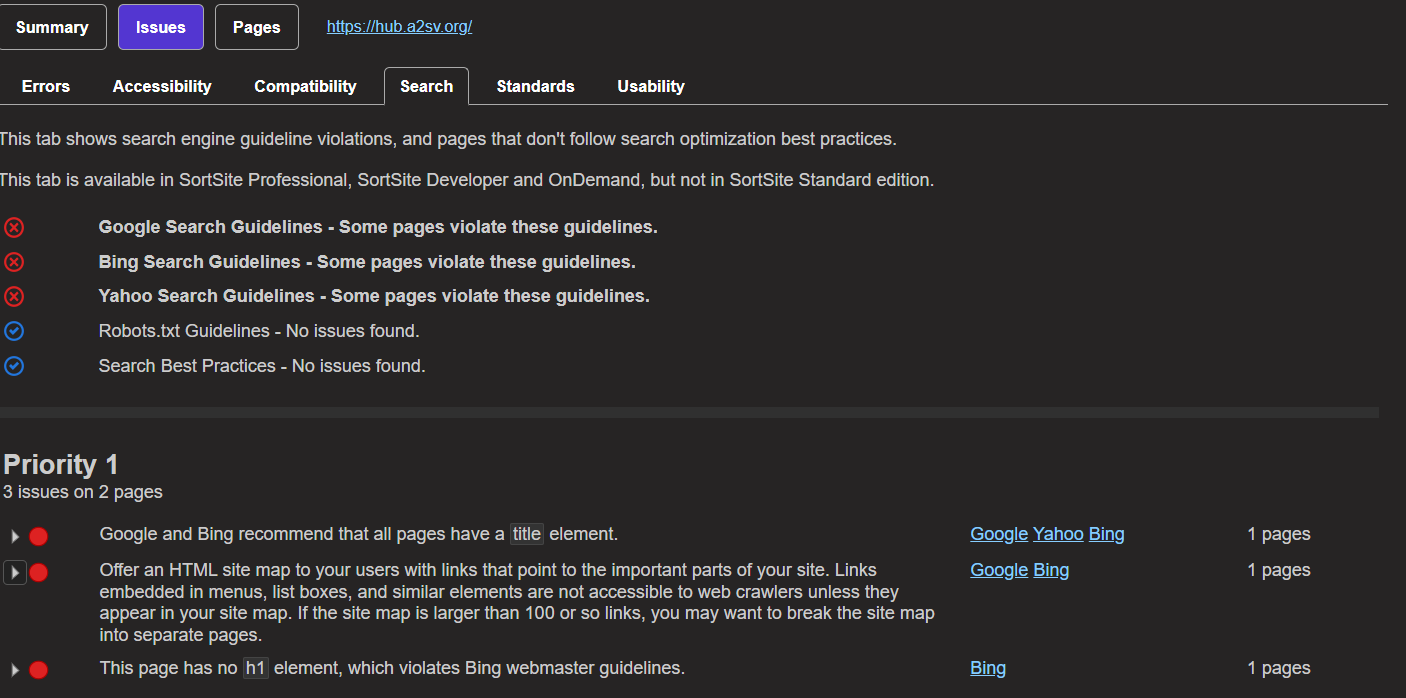 Summary Issues Pages https://hub.a2sv.org/
Errors Accessibility Compatibility Search Standards Usability
This tab shows search engine guideline violations, and pages that don't follow search optimization best practices.
This tab is available in SortSite Professional, SortSite Developer and OnDemand, but not in SortSite Standard edition.
Google Search Guidelines - Some pages violate these guidelines.
Bing Search Guidelines - Some pages violate these guidelines.
Yahoo Search Guidelines - Some pages violate these guidelines.
Robots.txt Guidelines - No issues found.
Search Best Practices - No issues found.
Priority 1
3 issues on 2 pages
Google and Bing recommend that all pages have a title element. Google Yahoo Bing 1 pages
Offer an HTML site map to your users with links that point to the important parts of your site. Links Google Bing 1 pages
embedded in menus, list boxes, and similar elements are not accessible to web crawlers unless they
appear in your site map. If the site map is larger than 100 or so links, you may want to break the site map
into separate pages.
This page has no h1 element, which violates Bing webmaster guidelines. Bing 1 pages